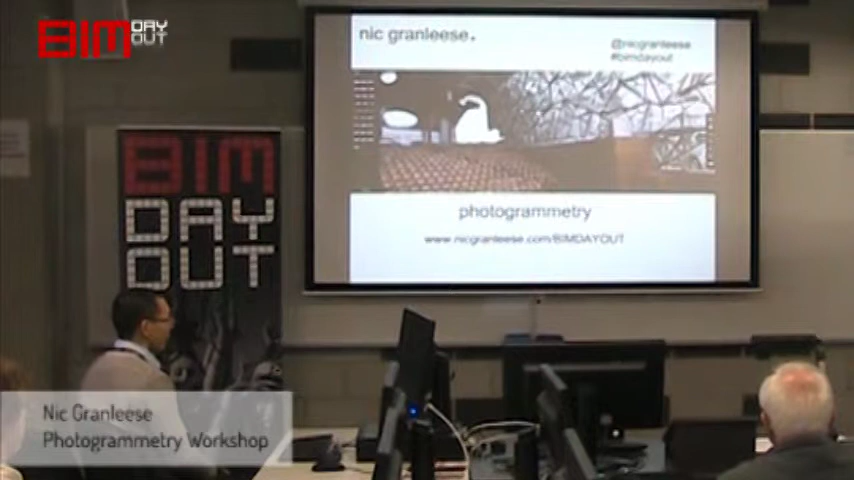 BIM DAY OUT
nic granleese.
@nicgranleese
#bimdayout
BIM
DAY
OUT
photogrammetry
www.nicgranleese.com/BIMDAYOUT
Nic Granleese
Photogrammetry Workshop